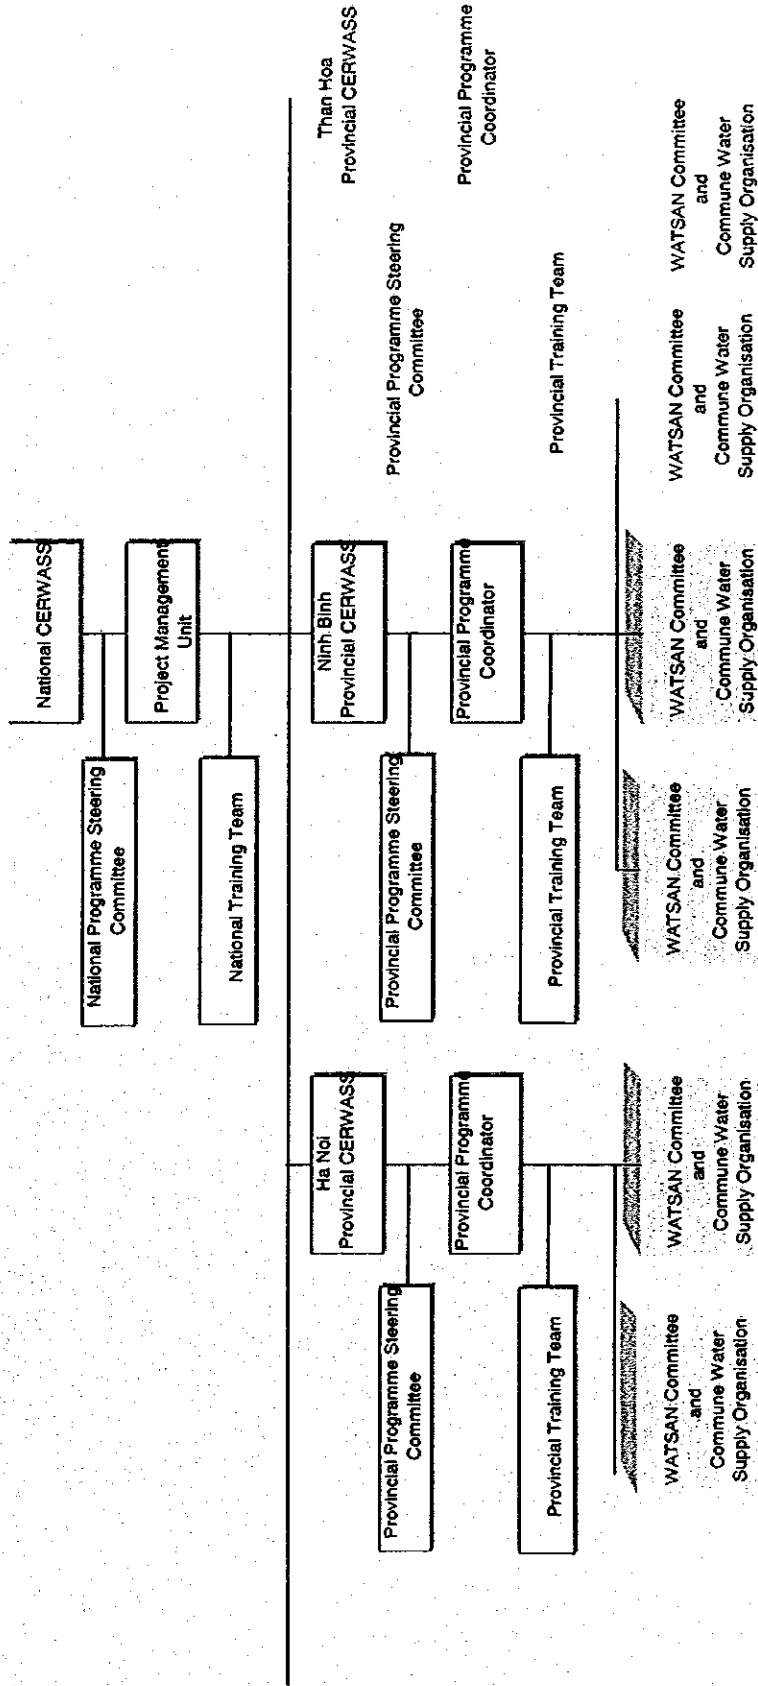 National CERWASS
National Programme Steering
Committee
Project Management
Unit
National Training Team
Ha Noi
Provincial CERWASS
Provincial Programme Steering
Committee
Provincial Programme
Coordinator
Provincial Training Team
Ninh Binh
Provincial CERWASS
Provincial Programme Steering
Committee
Provincial Programme
Coordinator
Provincial Training Team
Than Hoa
Provincial CERWASS
Provincial Programme Steering
Committee
Provincial Programme
Coordinator
Provincial Training Team
WATSAN Committee
and
Commune Water
Supply Organisation
WATSAN Committee
and
Commune Water
Supply Organisation
WATSAN Committee
and
Commune Water
Supply Organisation
WATSAN Committee
and
Commune Water
Supply Organisation
WATSAN Committee
and
Commune Water
Supply Organisation
WATSAN Committee
and
Commune Water
Supply Organisation